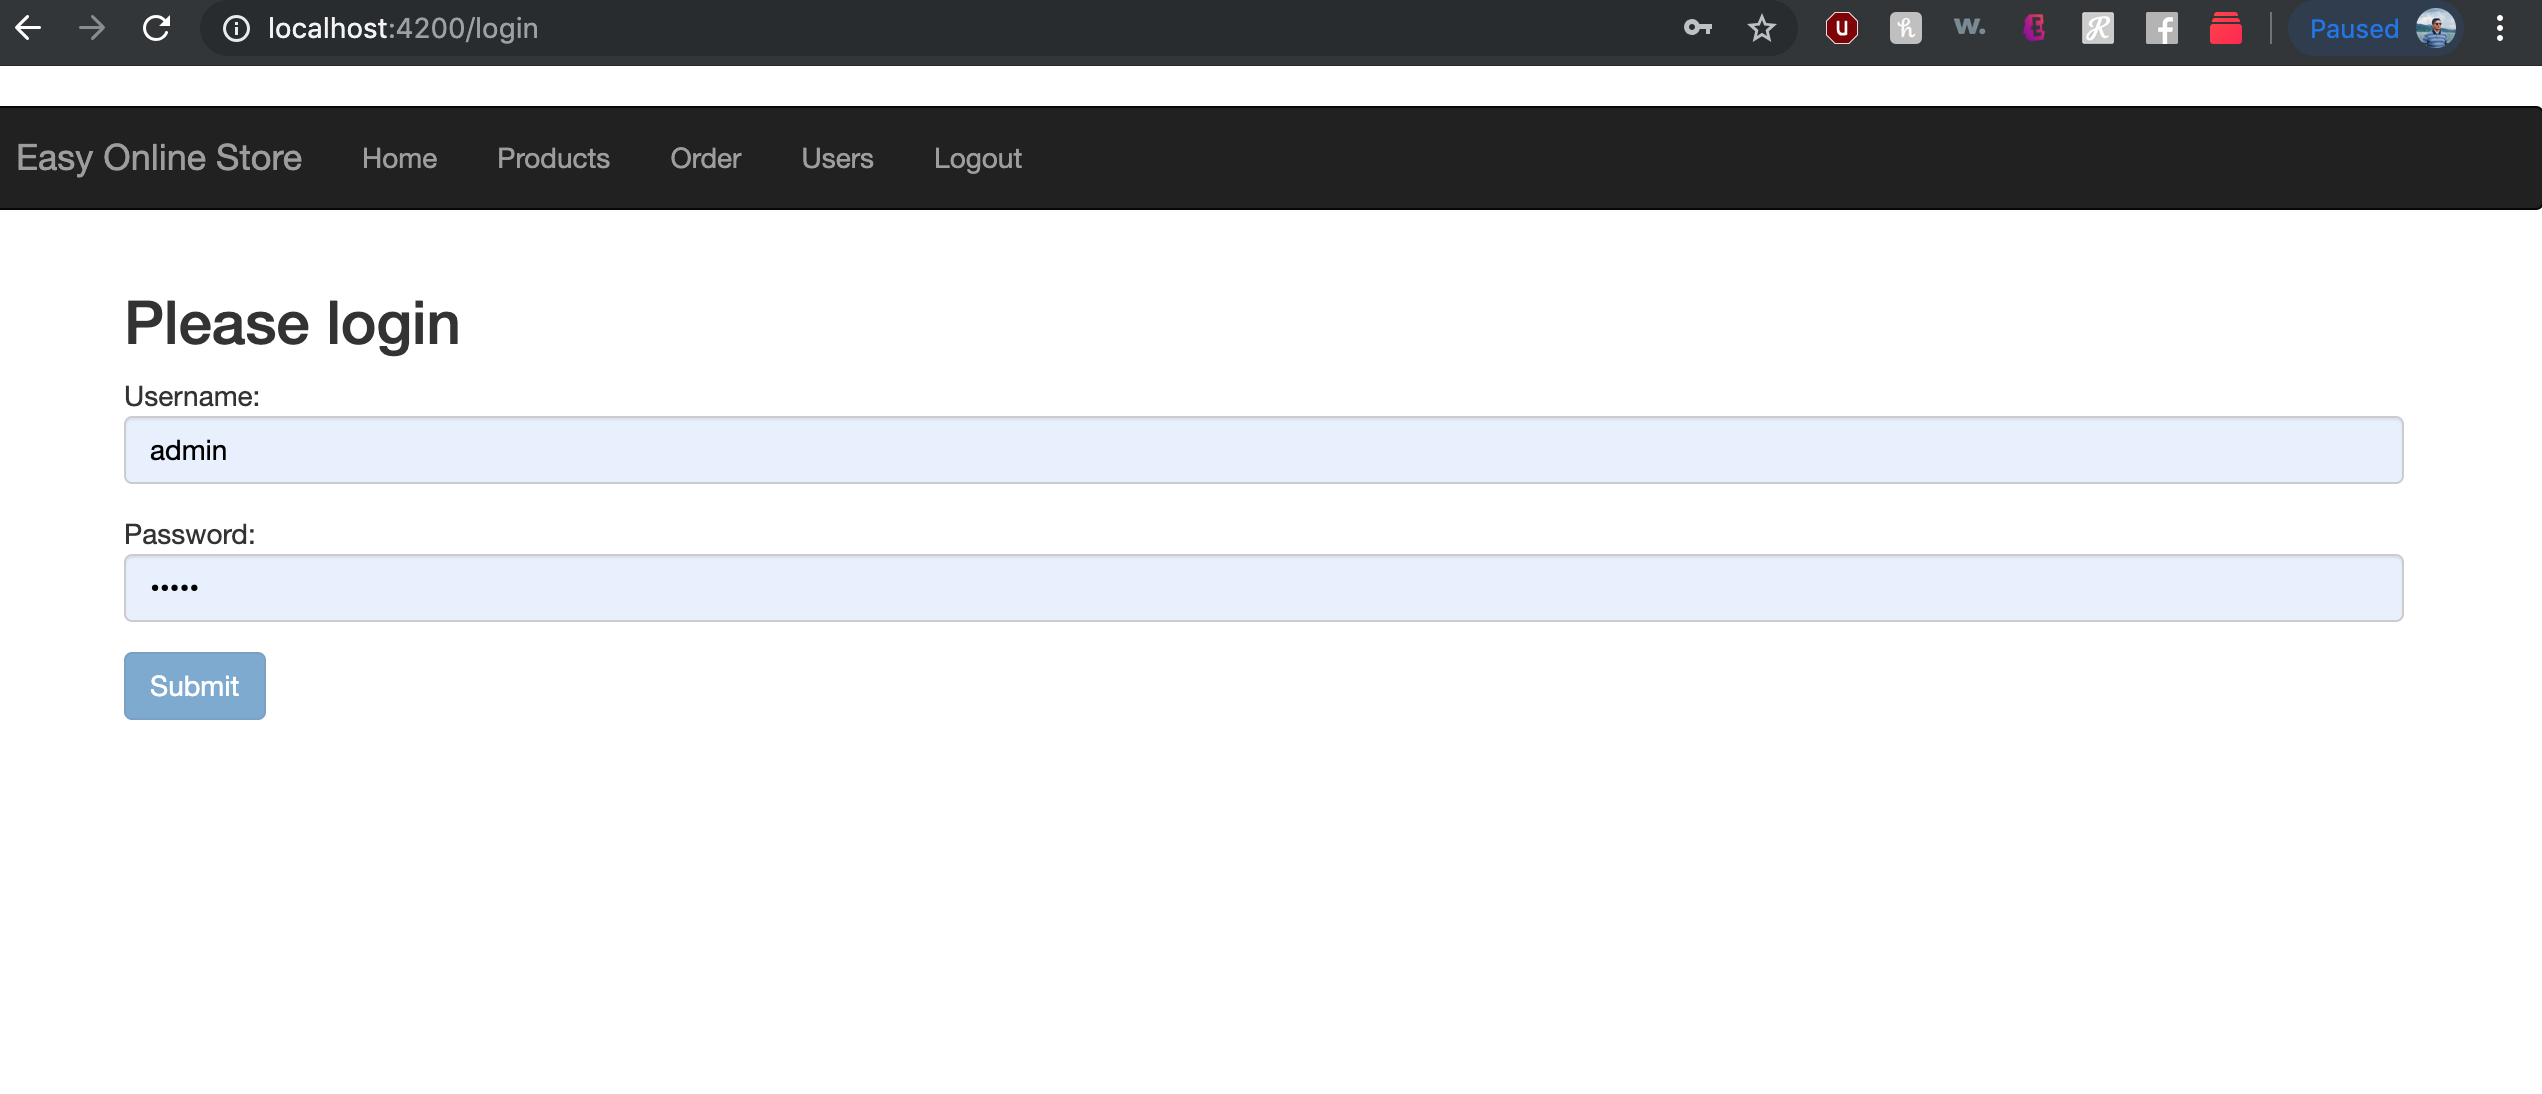 localhost:4200/login
Paused
Easy Online Store Home Products Order Users Logout
Please login
Username:
admin
Password:
•••••
Submit